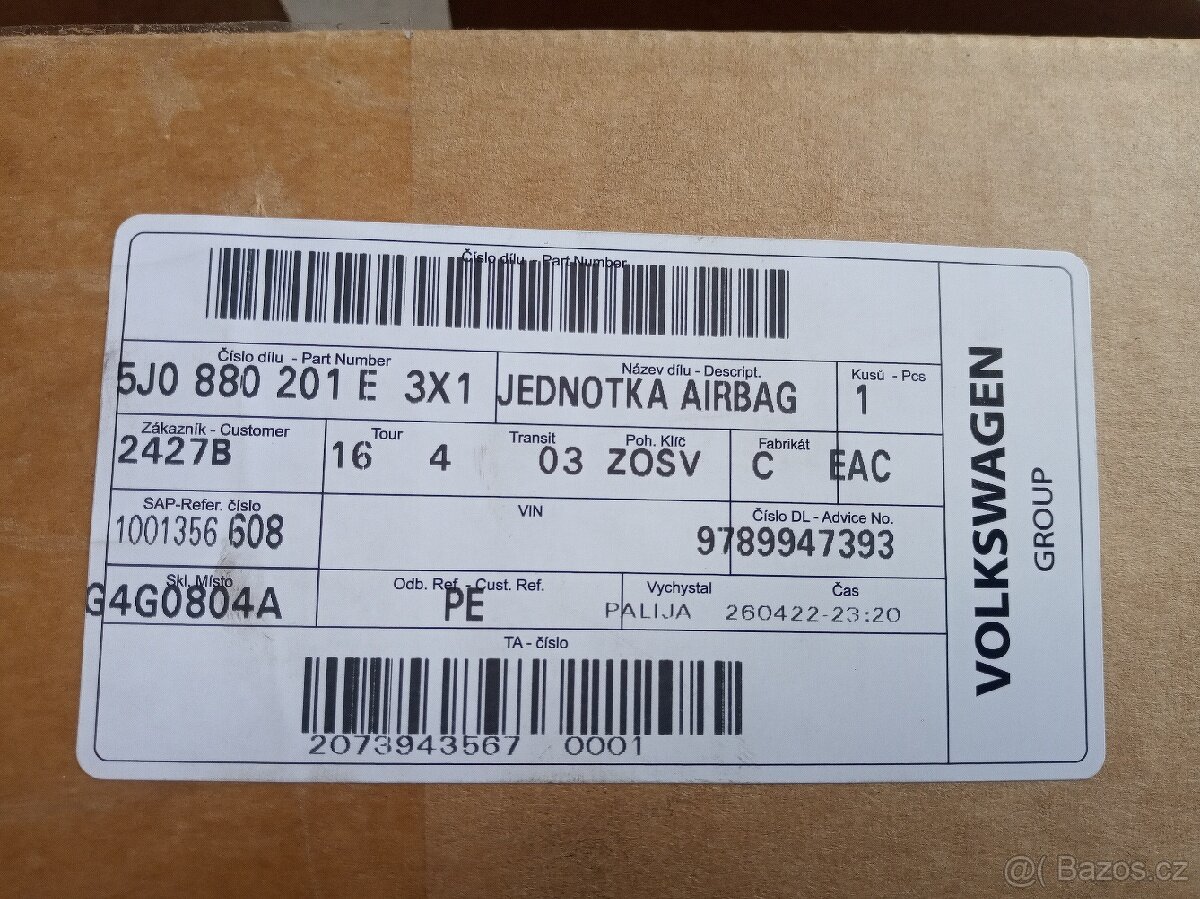 Číslo dílu - Part Number
Číslo dílu - Part Number
Název dílu - Descript.
Kusů - Pcs
5J0 880 201 E 3X1
JEDNOTKA AIRBAG
1
Zákazník - Customer
Tour
Transit
Poh. Klíč
Fabrikát
2427B
16 4
03 ZOSV
C EAC
SAP-Refer. číslo
VIN
Číslo DL - Advice No.
1001356 608
9789947393
Skl. Místo
Odb. Ref. - Cust. Ref.
Vychystal
Čas
G4G0804A
PE
PALIJA
260422-23:20
TA - číslo
2073943567 0001
VOLKSWAGEN
GROUP
@( Bazos.cz